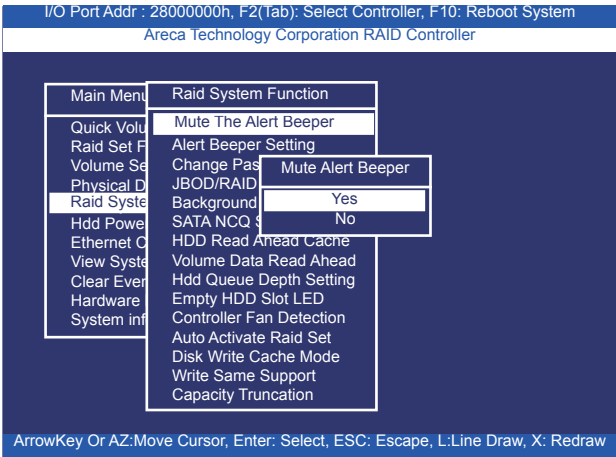 I/O Port Addr : 28000000h, F2(Tab): Select Controller, F10: Reboot System
Areca Technology Corporation RAID Controller
Main Menu
Quick Volu
Raid Set F
Volume Se
Physical D
Raid Syste
Hdd Powe
Ethernet C
View Syste
Clear Ever
Hardware
System inf
Raid System Function
Mute The Alert Beeper
Alert Beeper Setting
Change Pas
JBOD/RAID
Background
SATA NCQ S
HDD Read Ahead Cache
Volume Data Read Ahead
Hdd Queue Depth Setting
Empty HDD Slot LED
Controller Fan Detection
Auto Activate Raid Set
Disk Write Cache Mode
Write Same Support
Capacity Truncation
Mute Alert Beeper
Yes
No
ArrowKey Or AZ:Move Cursor, Enter: Select, ESC: Escape, L:Line Draw, X: Redraw